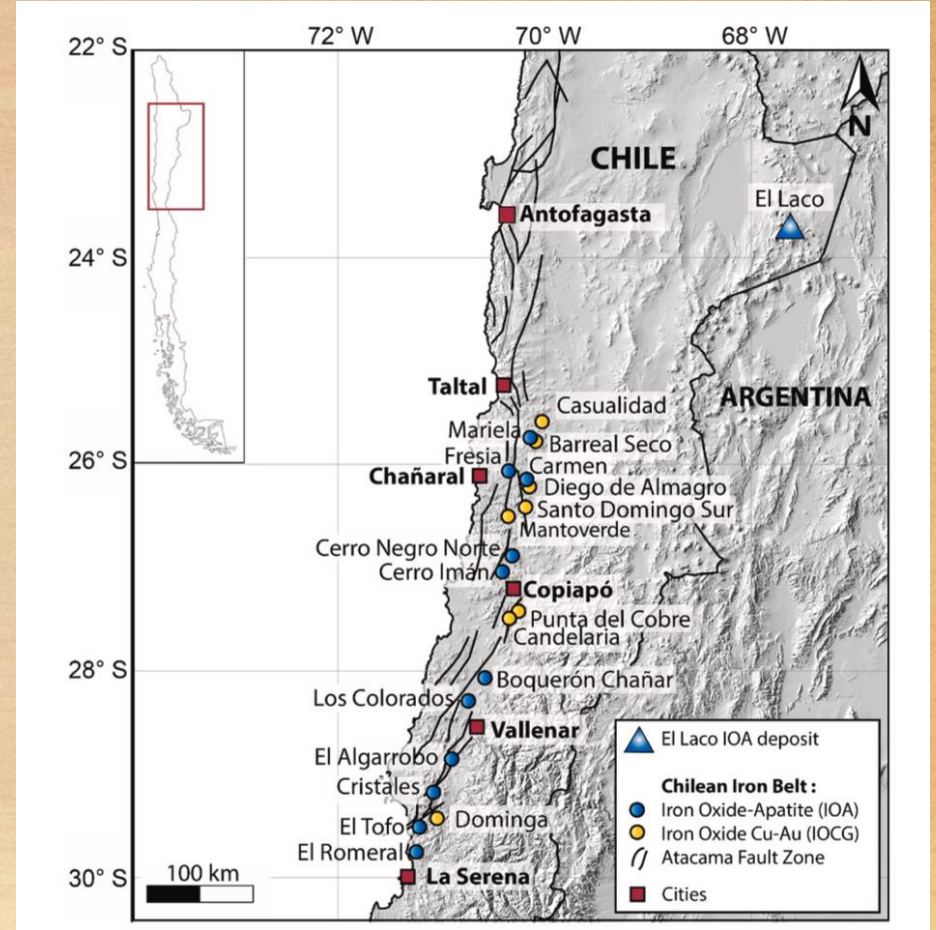 72° W
70° W
68° W
22° S
N
CHILE
El Laco
Antofagasta
24° S
Taltal
ARGENTINA
Casualidad
Mariela
Barreal Seco
Fresia
26° S
Carmen
Chañaral
Diego de Almagro
Santo Domingo Sur
Mantoverde
Cerro Negro Norte
Cerro Imán
Copiapó
Punta del Cobre
Candelaria
28° S
Boquerón Chañar
Los Colorados
Vallenar
El Algarrobo
Cristales
El Tofo
Dominga
El Romeral
30° S
La Serena
100 km
El Laco IOA deposit
Chilean Iron Belt :
Iron Oxide-Apatite (IOA)
Iron Oxide Cu-Au (IOCG)
Atacama Fault Zone
Cities